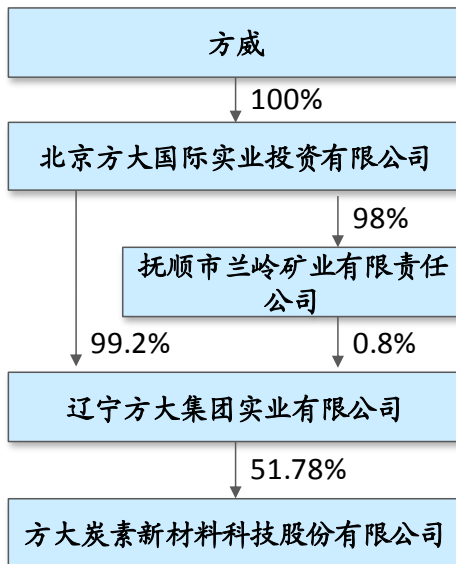 方威
100%
北京方大国际实业投资有限公司
98%
抚顺市兰岭矿业有限责任
公司
99.2%
0.8%
辽宁方大集团实业有限公司
51.78%
方大炭素新材料科技股份有限公司